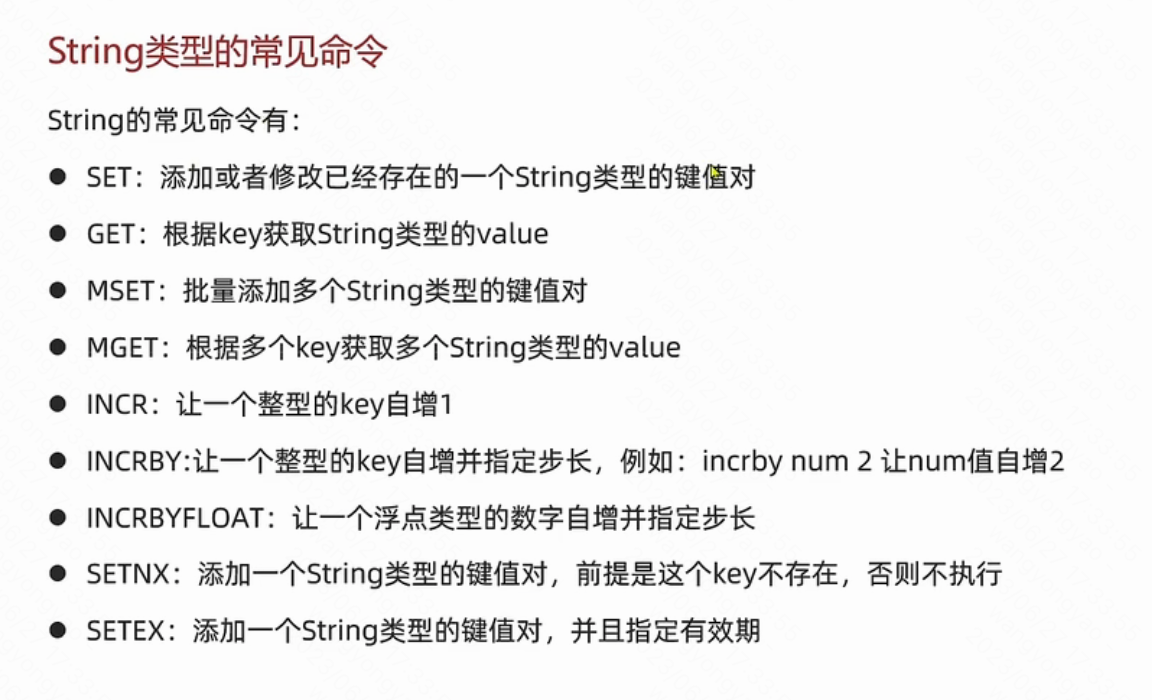 String类型的常见命令
String的常见命令有：
● SET：添加或者修改已经存在的一个String类型的键值对
● GET：根据key获取String类型的value
● MSET：批量添加多个String类型的键值对
● MGET：根据多个key获取多个String类型的value
● INCR：让一个整型的key自增1
● INCRBY:让一个整型的key自增并指定步长，例如：incrby num 2 让num值自增2
● INCRBYFLOAT：让一个浮点类型的数字自增并指定步长
● SETNX：添加一个String类型的键值对，前提是这个key不存在，否则不执行
● SETEX：添加一个String类型的键值对，并且指定有效期